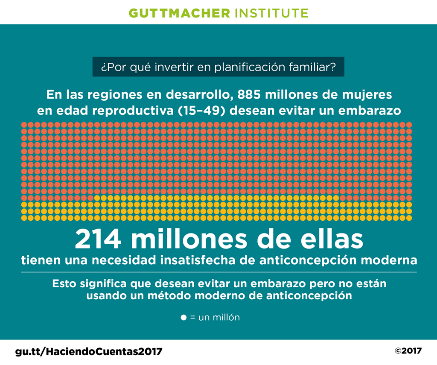 GUTTMACHER INSTITUTE
¿Por qué invertir en planificación familiar?
En las regiones en desarrollo, 885 millones de mujeres
en edad reproductiva (15–49) desean evitar un embarazo
214 millones de ellas
tienen una necesidad insatisfecha de anticoncepción moderna
Esto significa que desean evitar un embarazo pero no están
usando un método moderno de anticoncepción
= un millón
gu.tt/HaciendoCuentas2017
©2017